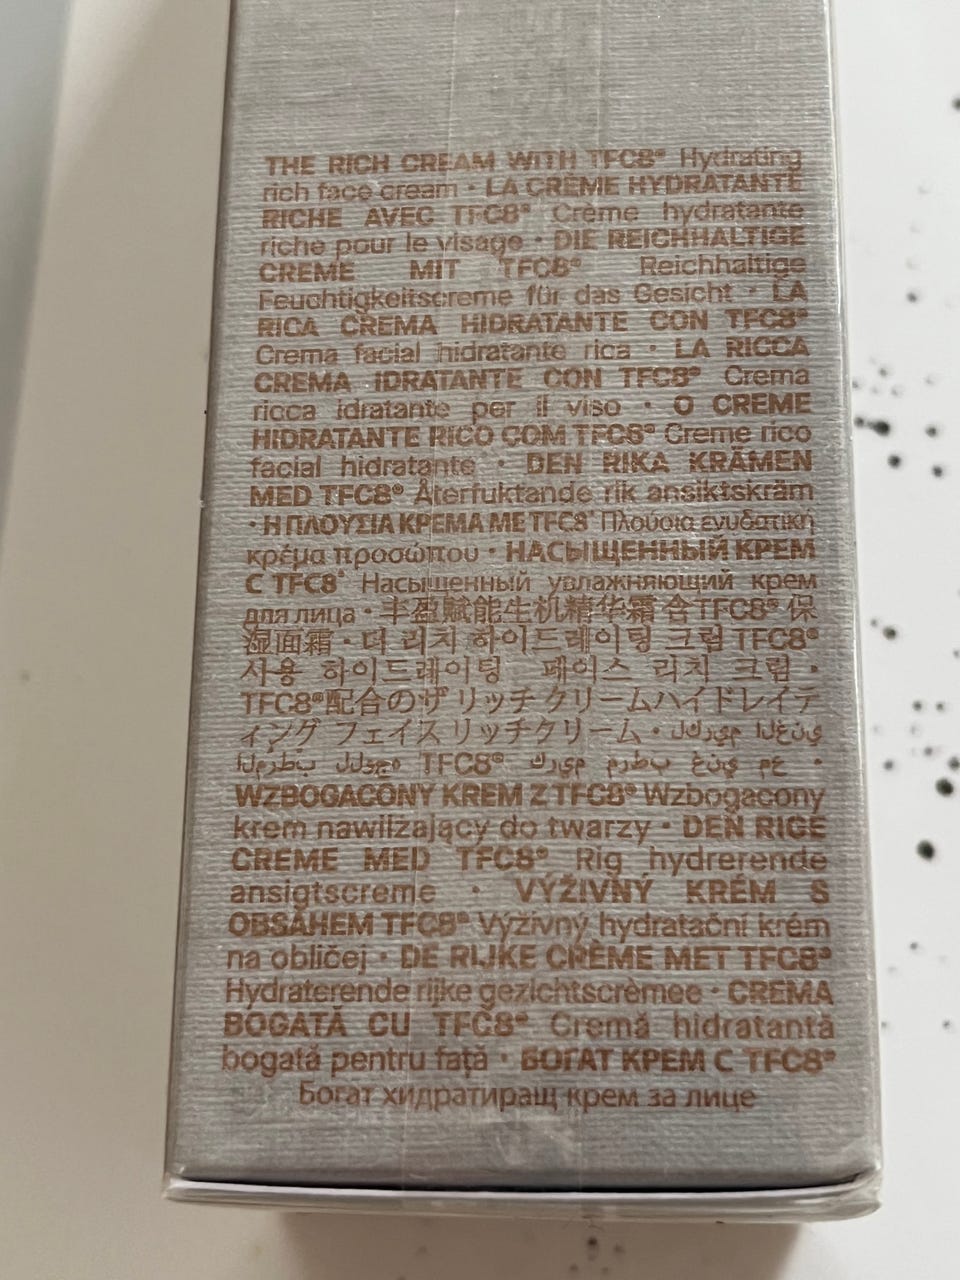 THE RICH CREAM WITH TFC8® Hydrating
rich face cream · LA CRÈME HYDRATANTE
RICHE AVEC TFC8® Crème hydratante
riche pour le visage · DIE REICHHALTIGE
CREME MIT TFC8® Reichhaltige
Feuchtigkeitscreme für das Gesicht · LA
RICA CREMA HIDRATANTE CON TFC8®
Crema facial hidratante rica · LA RICCA
CREMA IDRATANTE CON TFC8® Crema
ricca idratante per il viso · O CREME
HIDRATANTE RICO COM TFC8® Creme rico
facial hidratante · DEN RIKA KRÄMEN
MED TFC8® Återfuktande rik ansiktskräm
· Η ΠΛΟΥΣΙΑ ΚΡΕΜΑ ΜΕ TFC8® Πλούσια ενυδατική
κρέμα προσώπου · НАСЫЩЕННЫЙ КРЕМ
С TFC8® Насыщенный увлажняющий крем
для лица · 丰盈赋能生机精华霜 含TFC8® 保
湿面霜 · 더 리치 하이드레이팅 크림 TFC8®
사용 하이드레이팅 페이스 리치 크림 ·
TFC8®配合のザ リッチ クリームハイドレイテ
ィング フェイス リッチクリーム · الكريم الغني
المرطب للوجه TFC8® كريم مرطب غني مع ·
WZBOGACONY KREM Z TFC8® Wzbogacony
krem nawilżający do twarzy · DEN RIGE
CREME MED TFC8® Rig hydrerende
ansigtscreme · VÝŽIVNÝ KRÉM S
OBSAHEM TFC8® Výživný hydratační krém
na obličej · DE RIJKE CRÈME MET TFC8®
Hydraterende rijke gezichtscrèmee · CREMA
BOGATĂ CU TFC8® Cremă hidratantă
bogată pentru față · БОГАТ КРЕМ С TFC8®
Богат хидратиращ крем за лице